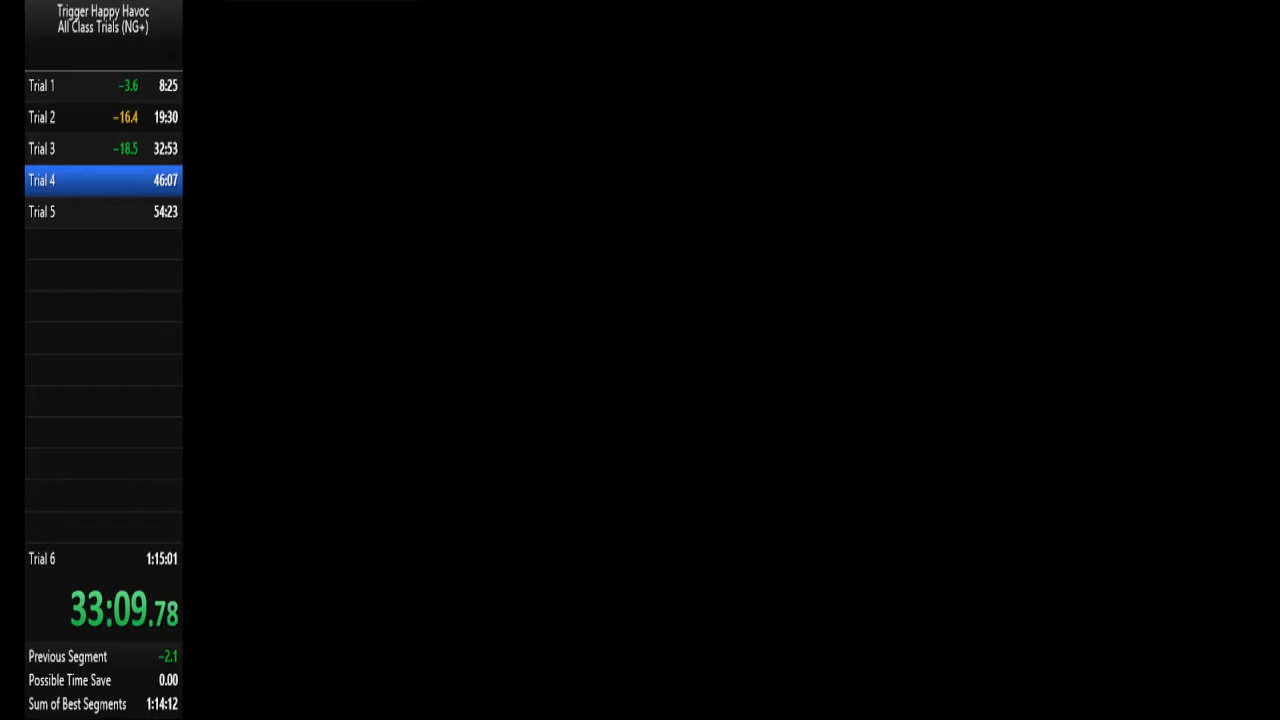 Trigger Happy Havoc
All Class Trials (NG+)
Trial 1 −3.6 8:25
Trial 2 −16.4 19:30
Trial 3 −18.5 32:53
Trial 4 46:07
Trial 5 54:23
Trial 6 1:15:01
33:09.78
Previous Segment −2.1
Possible Time Save 0.00
Sum of Best Segments 1:14:12